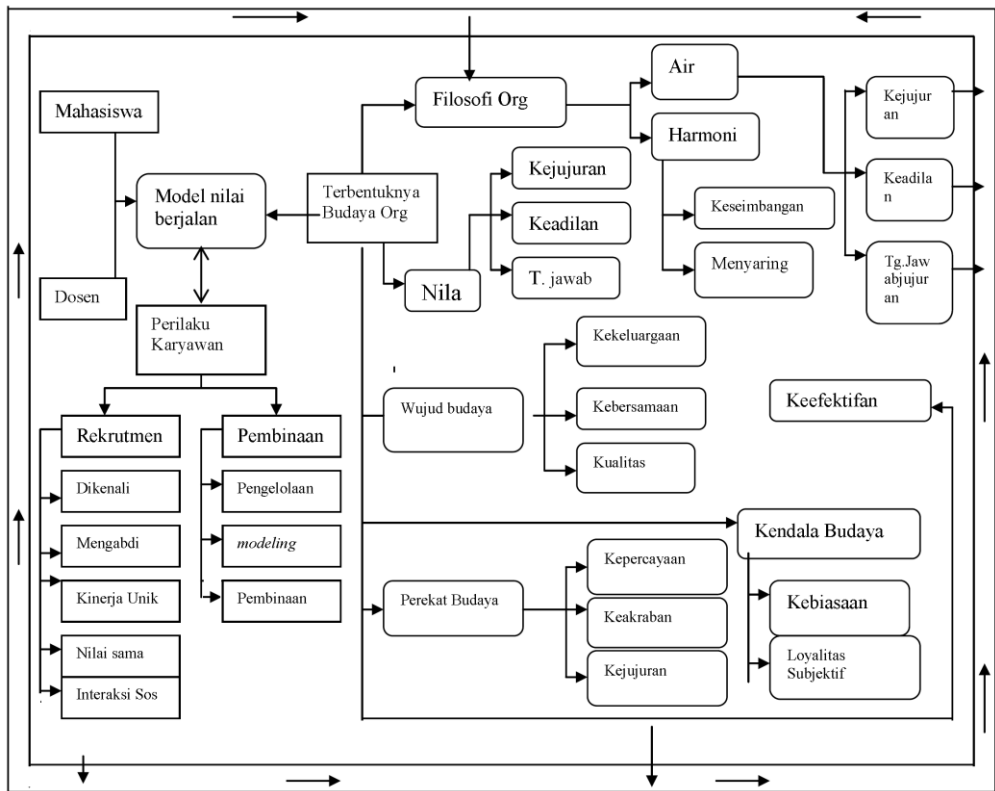 Mahasiswa
Dosen
Model nilai
berjalan
Perilaku
Karyawan
Rekrutmen
Dikenali
Mengabdi
Kinerja Unik
Nilai sama
Interaksi Sos
Pembinaan
Pengelolaan
modeling
Pembinaan
Terbentuknya
Budaya Org
Filosofi Org
Air
Harmoni
Keseimbangan
Menyaring
Kejujur
an
Keadila
n
Tg.Jaw
abjujur
an
Nila
Kejujuran
Keadilan
T. jawab
Wujud budaya
Kekeluargaan
Kebersamaan
Kualitas
Keefektifan
Kendala Budaya
Kebiasaan
Loyalitas
Subjektif
Perekat Budaya
Kepercayaan
Keakraban
Kejujuran